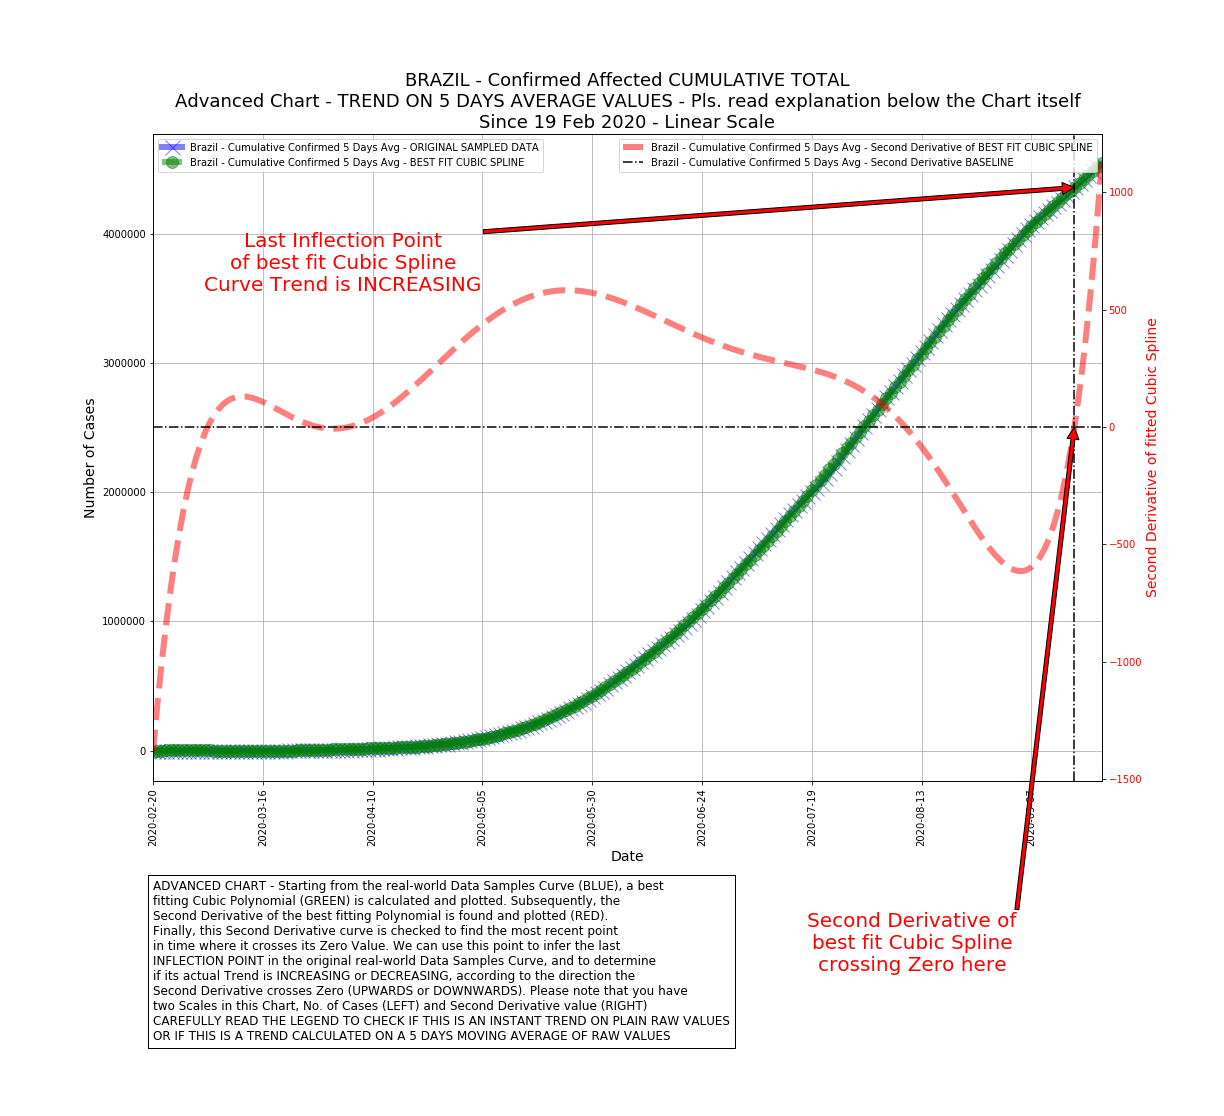 BRAZIL - Confirmed Affected CUMULATIVE TOTAL
Advanced Chart - TREND ON 5 DAYS AVERAGE VALUES - Pls. read explanation below the Chart itself
Since 19 Feb 2020 - Linear Scale
Brazil - Cumulative Confirmed 5 Days Avg - ORIGINAL SAMPLED DATA
Brazil - Cumulative Confirmed 5 Days Avg - BEST FIT CUBIC SPLINE
Brazil - Cumulative Confirmed 5 Days Avg - Second Derivative of BEST FIT CUBIC SPLINE
Brazil - Cumulative Confirmed 5 Days Avg - Second Derivative BASELINE
Last Inflection Point
of best fit Cubic Spline
Curve Trend is INCREASING
Number of Cases
4000000
3000000
2000000
1000000
0
1000
500
0
−500
−1000
−1500
Second Derivative of fitted Cubic Spline
2020-02-20
2020-03-16
2020-04-10
2020-05-05
2020-05-30
2020-06-24
2020-07-19
2020-08-13
2020-09-07
Date
ADVANCED CHART - Starting from the real-world Data Samples Curve (BLUE), a best
fitting Cubic Polynomial (GREEN) is calculated and plotted. Subsequently, the
Second Derivative of the best fitting Polynomial is found and plotted (RED).
Finally, this Second Derivative curve is checked to find the most recent point
in time where it crosses its Zero Value. We can use this point to infer the last
INFLECTION POINT in the original real-world Data Samples Curve, and to determine
if its actual Trend is INCREASING or DECREASING, according to the direction the
Second Derivative crosses Zero (UPWARDS or DOWNWARDS). Please note that you have
two Scales in this Chart, No. of Cases (LEFT) and Second Derivative value (RIGHT)
CAREFULLY READ THE LEGEND TO CHECK IF THIS IS AN INSTANT TREND ON PLAIN RAW VALUES
OR IF THIS IS A TREND CALCULATED ON A 5 DAYS MOVING AVERAGE OF RAW VALUES
Second Derivative of
best fit Cubic Spline
crossing Zero here